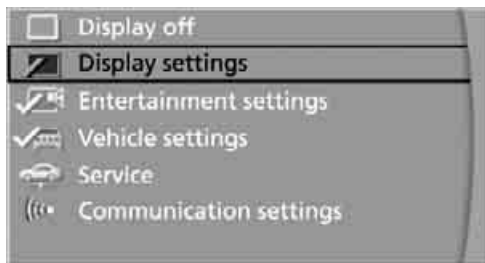 Display off
Display settings
Entertainment settings
Vehicle settings
Service
Communication settings